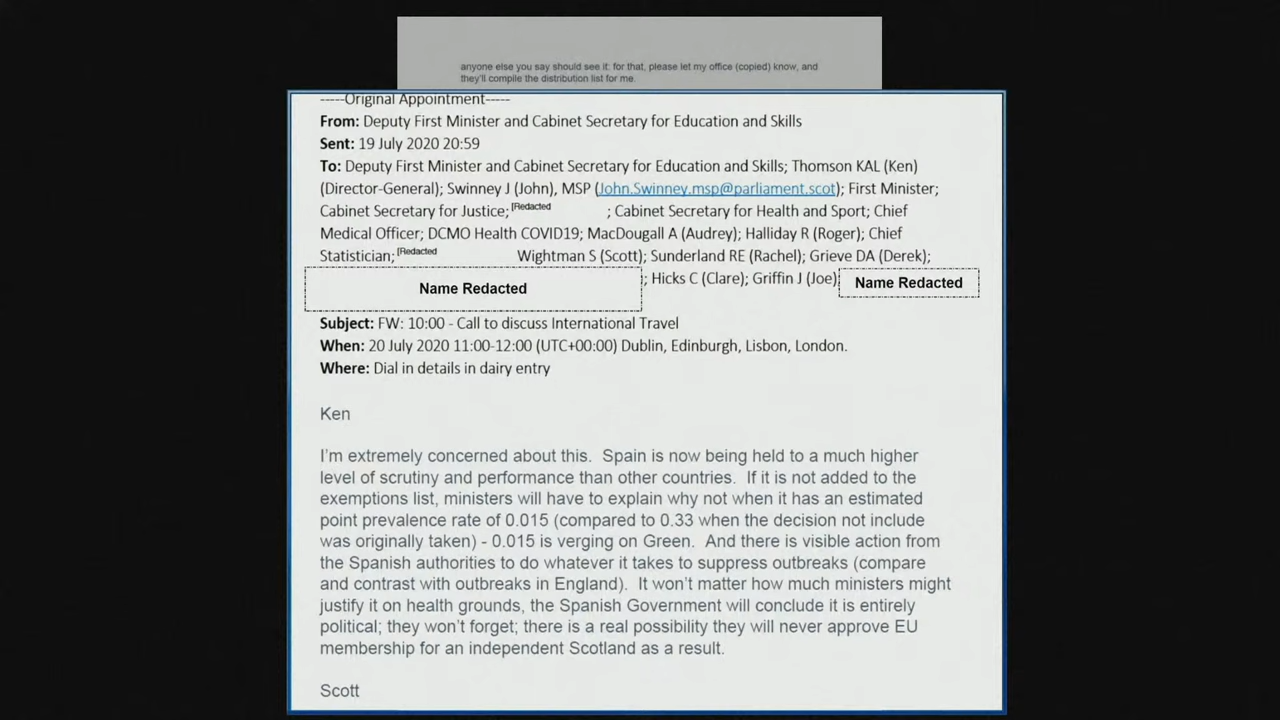 anyone else you say should see it: for that, please let my office (copied) know, and
they'll compile the distribution list for me.
-----Original Appointment-----
From: Deputy First Minister and Cabinet Secretary for Education and Skills
Sent: 19 July 2020 20:59
To: Deputy First Minister and Cabinet Secretary for Education and Skills; Thomson KAL (Ken)
(Director-General); Swinney J (John), MSP (John.Swinney.msp@parliament.scot); First Minister;
Cabinet Secretary for Justice; [Redacted ; Cabinet Secretary for Health and Sport; Chief
Medical Officer; DCMO Health COVID19; MacDougall A (Audrey); Halliday R (Roger); Chief
Statistician; [Redacted Wightman S (Scott); Sunderland RE (Rachel); Grieve DA (Derek);
Name Redacted ; Hicks C (Clare); Griffin J (Joe) Name Redacted
Subject: FW: 10:00 - Call to discuss International Travel
When: 20 July 2020 11:00-12:00 (UTC+00:00) Dublin, Edinburgh, Lisbon, London.
Where: Dial in details in dairy entry
Ken
I'm extremely concerned about this. Spain is now being held to a much higher
level of scrutiny and performance than other countries. If it is not added to the
exemptions list, ministers will have to explain why not when it has an estimated
point prevalence rate of 0.015 (compared to 0.33 when the decision not include
was originally taken) - 0.015 is verging on Green. And there is visible action from
the Spanish authorities to do whatever it takes to suppress outbreaks (compare
and contrast with outbreaks in England). It won't matter how much ministers might
justify it on health grounds, the Spanish Government will conclude it is entirely
political; they won't forget; there is a real possibility they will never approve EU
membership for an independent Scotland as a result.
Scott